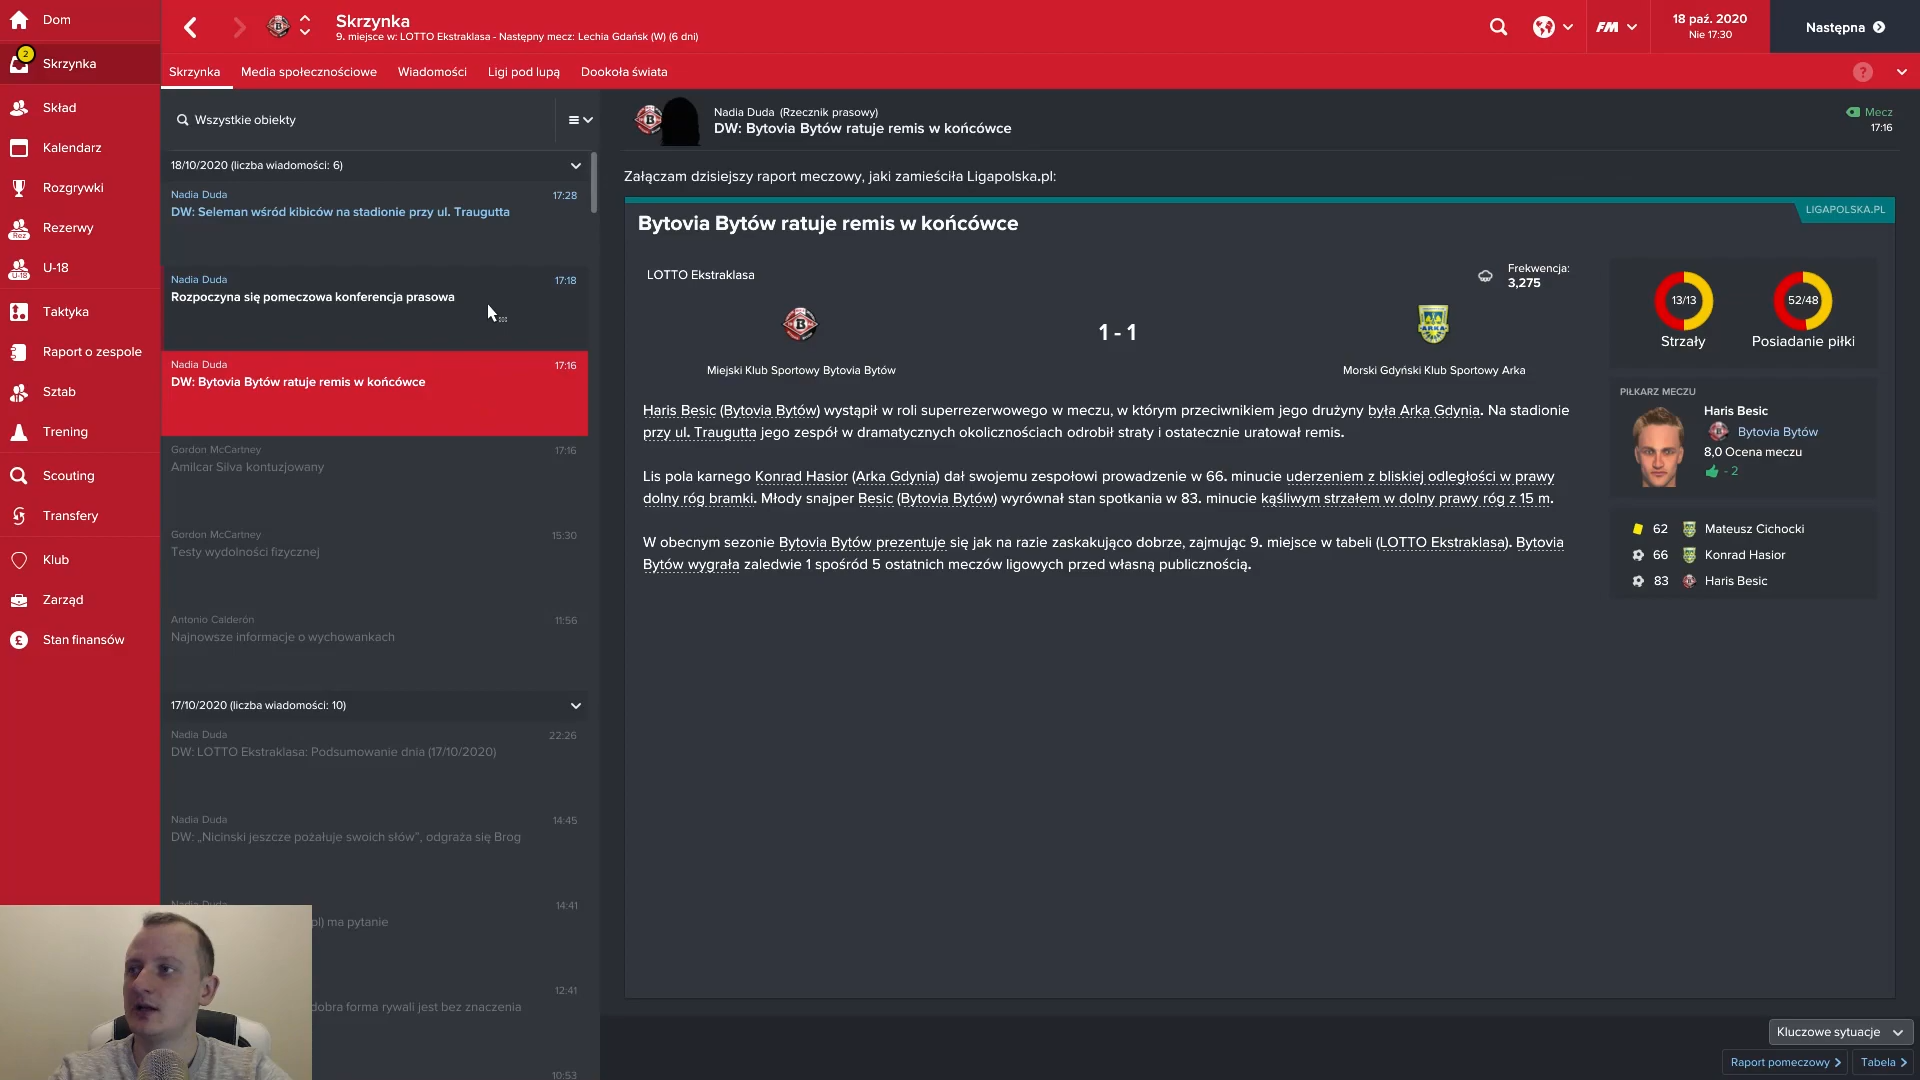 Dom
2
Skrzynka
Skład
Kalendarz
Rozgrywki
Rezerwy
U-18
Taktyka
Raport o zespole
Sztab
Trening
Scouting
Transfery
Klub
Zarząd
Stan finansów
Skrzynka
9. miejsce w: LOTTO Ekstraklasa - Następny mecz: Lechia Gdańsk (W) (6 dni)
FM
18 paź. 2020
Nie 17:30
Następna
Skrzynka
Media społecznościowe
Wiadomości
Ligi pod lupą
Dookoła świata
?
Wszystkie obiekty
18/10/2020 (liczba wiadomości: 6)
Nadia Duda 17:28
DW: Seleman wśród kibiców na stadionie przy ul. Traugutta
Nadia Duda 17:18
Rozpoczyna się pomeczowa konferencja prasowa
Nadia Duda 17:16
DW: Bytovia Bytów ratuje remis w końcówce
Gordon McCartney 17:16
Amilcar Silva kontuzjowany
Gordon McCartney 15:30
Testy wydolności fizycznej
Antonio Calderón 11:56
Najnowsze informacje o wychowankach
17/10/2020 (liczba wiadomości: 10)
Nadia Duda 22:26
DW: LOTTO Ekstraklasa: Podsumowanie dnia (17/10/2020)
Nadia Duda 14:45
DW: „Nicinski jeszcze pożałuje swoich słów”, odgraża się Brog
Nadia Duda 14:41
pl) ma pytanie
12:41
dobra forma rywali jest bez znaczenia
10:53
Nadia Duda (Rzecznik prasowy)
DW: Bytovia Bytów ratuje remis w końcówce
Mecz
17:16
Załączam dzisiejszy raport meczowy, jaki zamieściła Ligapolska.pl:
LIGAPOLSKA.PL
Bytovia Bytów ratuje remis w końcówce
LOTTO Ekstraklasa
Frekwencja:
3,275
1 - 1
Miejski Klub Sportowy Bytovia Bytów
Morski Gdyński Klub Sportowy Arka
Haris Besic (Bytovia Bytów) wystąpił w roli superrezerwowego w meczu, w którym przeciwnikiem jego drużyny była Arka Gdynia. Na stadionie
przy ul. Traugutta jego zespół w dramatycznych okolicznościach odrobił straty i ostatecznie uratował remis.
Lis pola karnego Konrad Hasior (Arka Gdynia) dał swojemu zespołowi prowadzenie w 66. minucie uderzeniem z bliskiej odległości w prawy
dolny róg bramki. Młody snajper Besic (Bytovia Bytów) wyrównał stan spotkania w 83. minucie kąśliwym strzałem w dolny prawy róg z 15 m.
W obecnym sezonie Bytovia Bytów prezentuje się jak na razie zaskakująco dobrze, zajmując 9. miejsce w tabeli (LOTTO Ekstraklasa). Bytovia
Bytów wygrała zaledwie 1 spośród 5 ostatnich meczów ligowych przed własną publicznością.
13/13
Strzały
52/48
Posiadanie piłki
PIŁKARZ MECZU
Haris Besic
Bytovia Bytów
8,0 Ocena meczu
- 2
62 Mateusz Cichocki
66 Konrad Hasior
83 Haris Besic
Kluczowe sytuacje
Raport pomeczowy
Tabela